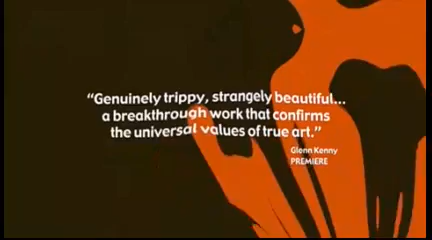 “Genuinely trippy, strangely beautiful...
a breakthrough work that confirms
the universal values of true art.”
Glenn Kenny
PREMIERE